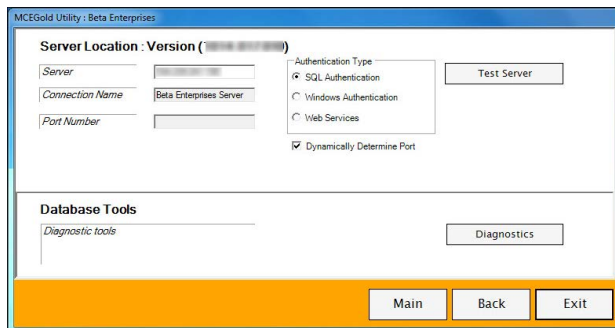 MCEGold Utility : Beta Enterprises
Server Location : Version ( )
Authentication Type
Server
SQL Authentication
Test Server
Connection Name
Beta Enterprises Server
Windows Authentication
Port Number
Web Services
Dynamically Determine Port
Database Tools
Diagnostic tools
Diagnostics
Main
Back
Exit